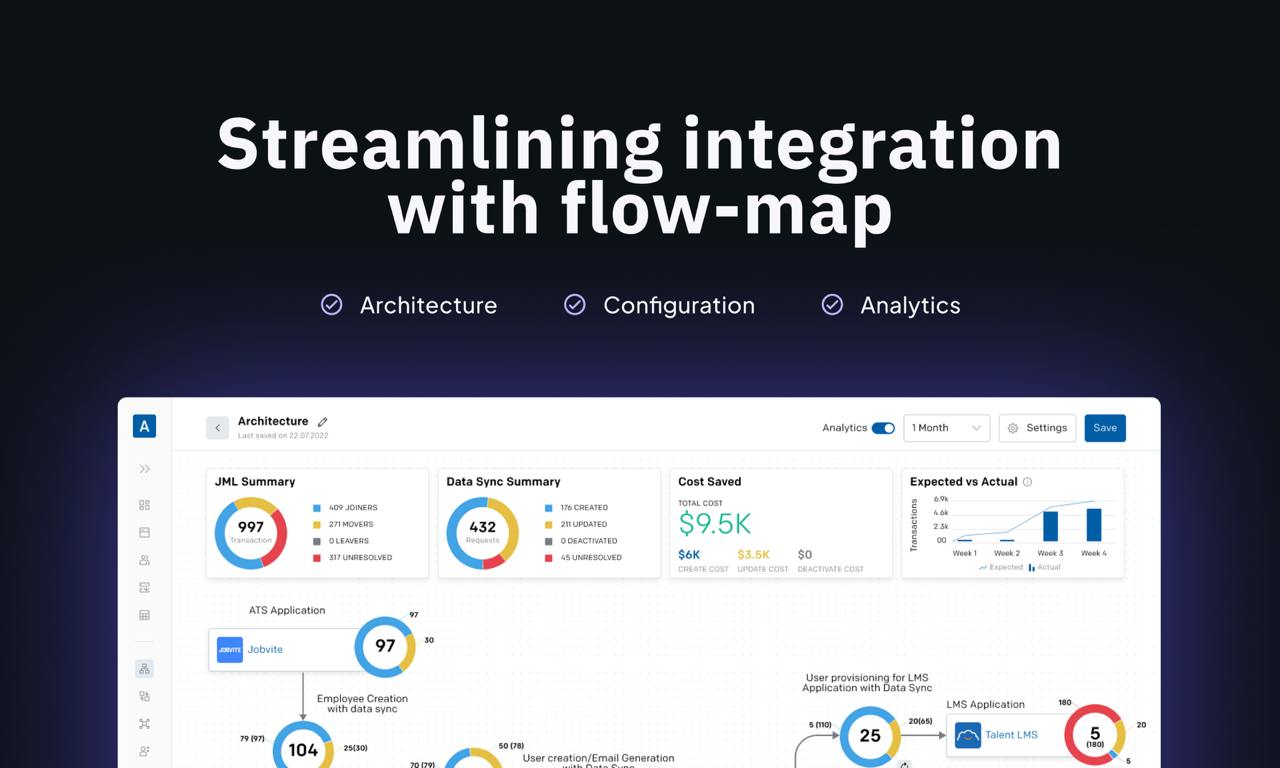 Streamlining integration
with flow-map
Architecture
Configuration
Analytics
A
Architecture
Last saved on 22.07.2022
Analytics
1 Month
Settings
Save
JML Summary
997
Transaction
409 JOINERS
271 MOVERS
0 LEAVERS
317 UNRESOLVED
Data Sync Summary
432
Requests
176 CREATED
211 UPDATED
0 DEACTIVATED
45 UNRESOLVED
Cost Saved
TOTAL COST
$9.5K
$6K
CREATE COST
$3.5K
UPDATE COST
$0
DEACTIVATE COST
Expected vs Actual
Transactions
6.9k
4.6k
2.3k
00
Week 1
Week 2
Week 3
Week 4
Expected
Actual
ATS Application
JOBVITE
Jobvite
97
97
30
Employee Creation
with data sync
79 (97)
104
25(30)
70 (79)
50 (78)
User creation/Email Generation
with Data Sync
User provisioning for LMS
Application with Data Sync
5 (110)
25
20(65)
LMS Application
Talent LMS
180
5
(180)
20
5